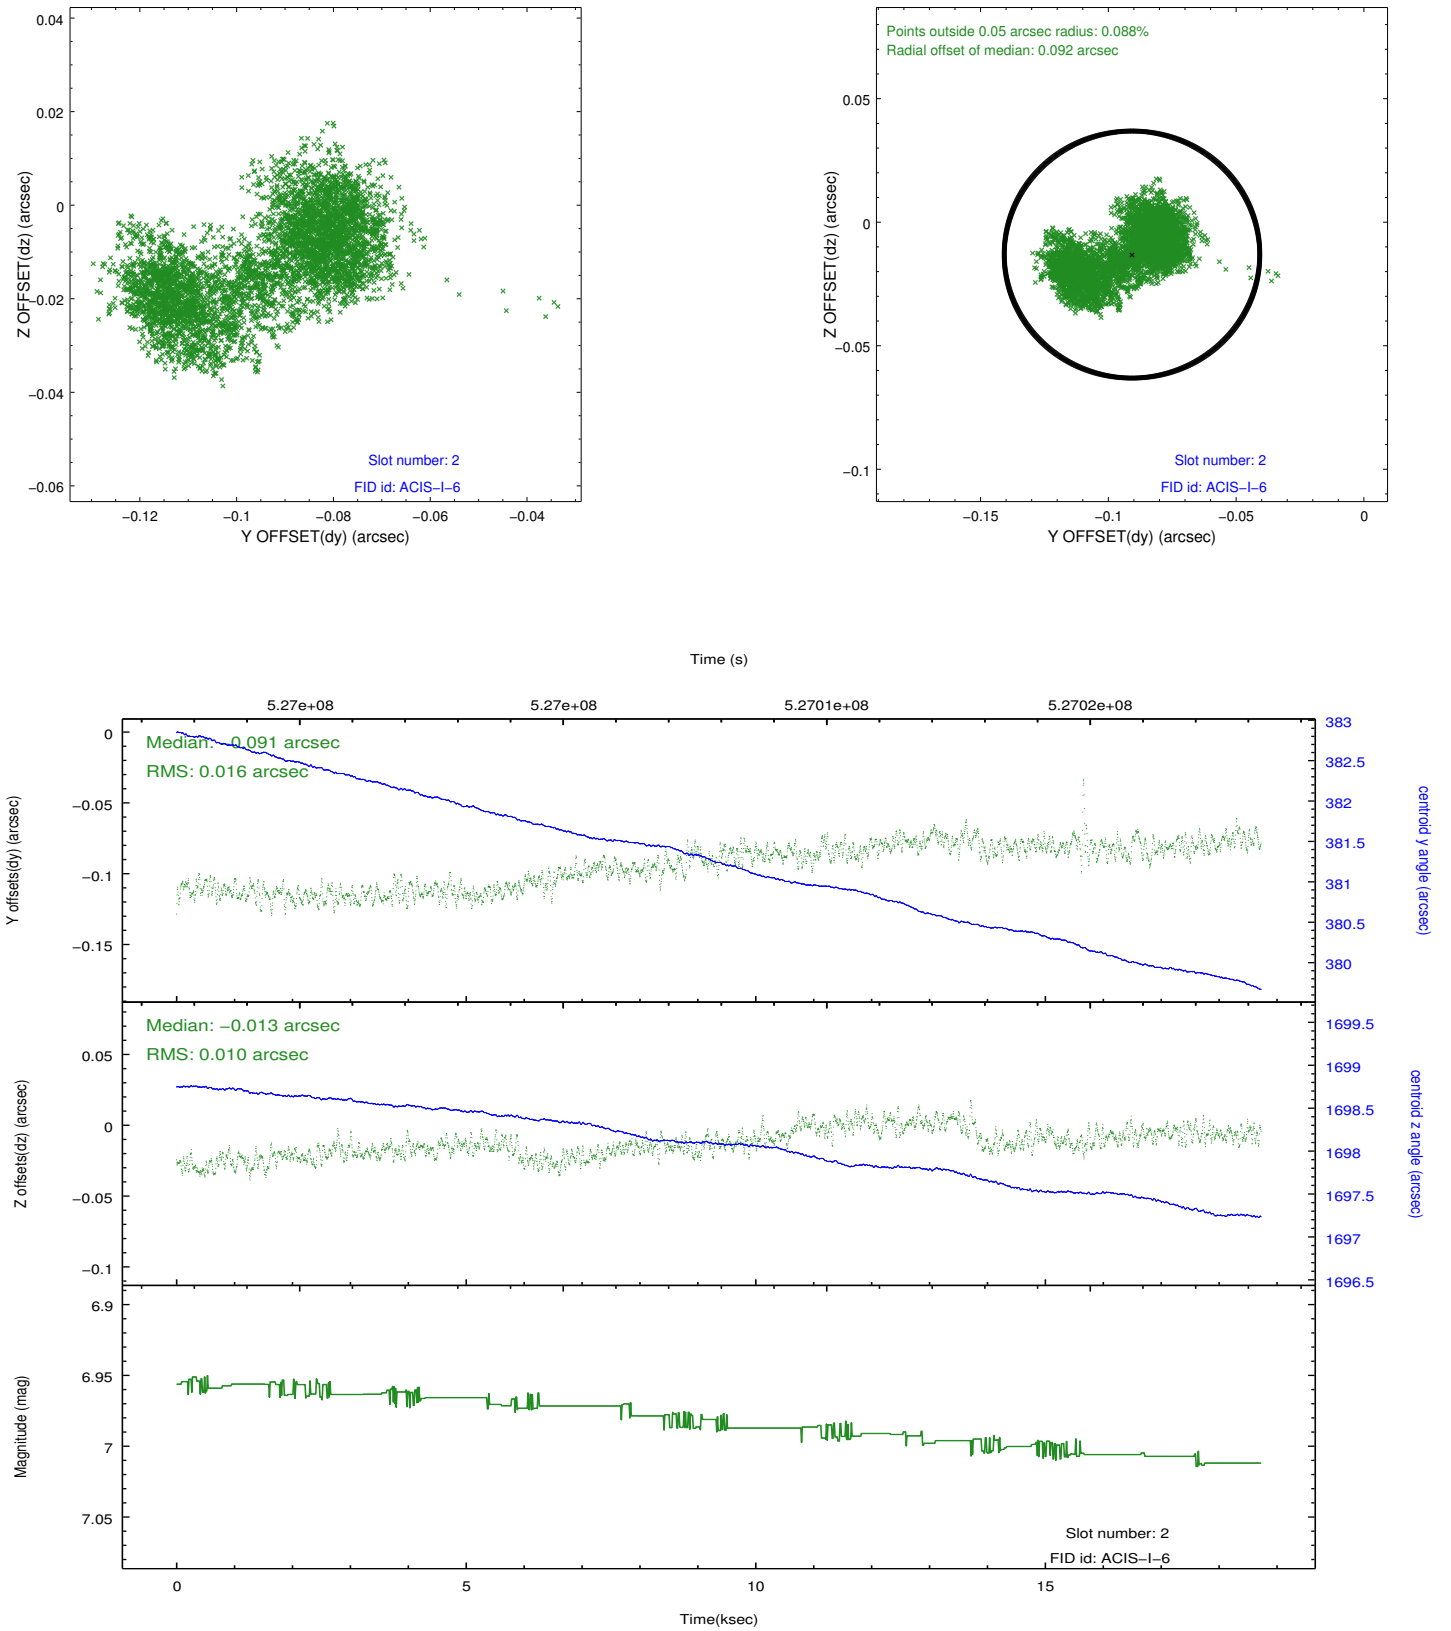 0.04
0.02
0
−0.02
−0.04
−0.06
Z OFFSET(dz) (arcsec)
Slot number: 2
FID id: ACIS−I−6
−0.12 −0.1 −0.08 −0.06 −0.04
Y OFFSET(dy) (arcsec)
Points outside 0.05 arcsec radius: 0.088%
Radial offset of median: 0.092 arcsec
0.05
0
−0.05
−0.1
Z OFFSET(dz) (arcsec)
Slot number: 2
FID id: ACIS−I−6
−0.15 −0.1 −0.05 0
Y OFFSET(dy) (arcsec)
Time (s)
5.27e+08 5.27e+08 5.2701e+08 5.2702e+08
Median: −0.091 arcsec
RMS: 0.016 arcsec
0
−0.05
−0.1
−0.15
Y offsets(dy) (arcsec)
383
382.5
382
381.5
381
380.5
380
centroid y angle (arcsec)
Median: −0.013 arcsec
RMS: 0.010 arcsec
0.05
0
−0.05
−0.1
Z offsets(dz) (arcsec)
1699.5
1699
1698.5
1698
1697.5
1697
1696.5
centroid z angle (arcsec)
6.9
6.95
7
7.05
Magnitude (mag)
Slot number: 2
FID id: ACIS−I−6
0 5 10 15
Time(ksec)